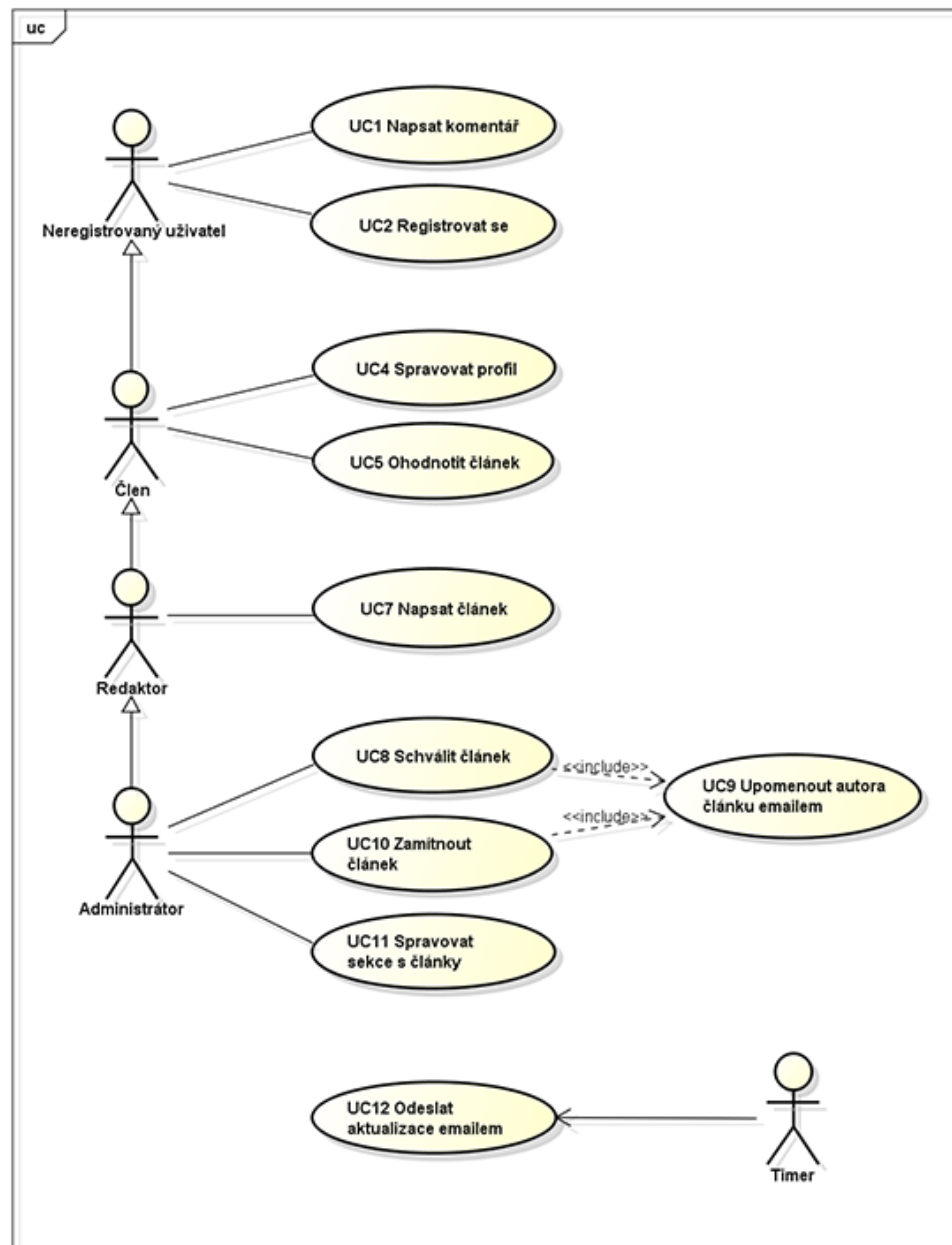 uc
UC1 Napsat komentář
Neregistrovaný uživatel
UC2 Registrovat se
UC4 Spravovat profil
UC5 Ohodnotit článek
Člen
UC7 Napsat článek
Redaktor
UC8 Schválit článek
<<include>>
UC9 Upomenout autora
článku emailem
<<include>>
UC10 Zamítnout
článek
Administrátor
UC11 Spravovat
sekce s články
UC12 Odeslat
aktualizace emailem
Timer